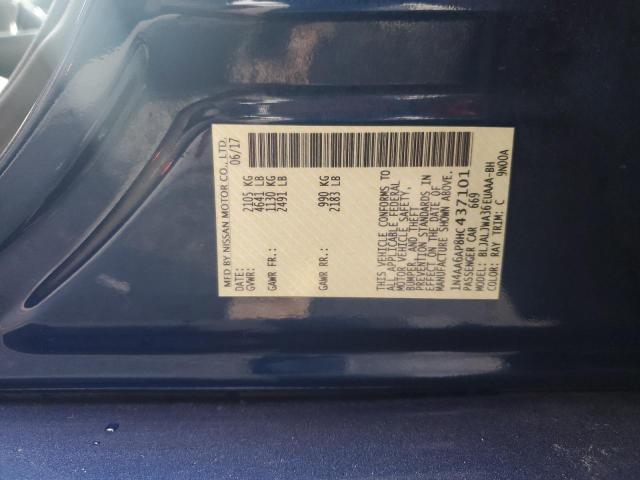 MFD BY NISSAN MOTOR CO., LTD.
DATE: 06/17
GVWR: 2105 KG
4641 LB
GAWR FR: 1130 KG
2491 LB
GAWR RR: 990 KG
2183 LB
THIS VEHICLE CONFORMS TO
ALL APPLICABLE FEDERAL
MOTOR VEHICLE SAFETY,
BUMPER, AND THEFT
PREVENTION STANDARDS IN
EFFECT ON THE DATE OF
MANUFACTURE SHOWN ABOVE.
1N4AA6AP8HC437101
PASSENGER CAR 669
MODEL: BLJALJWA36EUAAA-BH
COLOR: RAY TRIM: C 9N00A